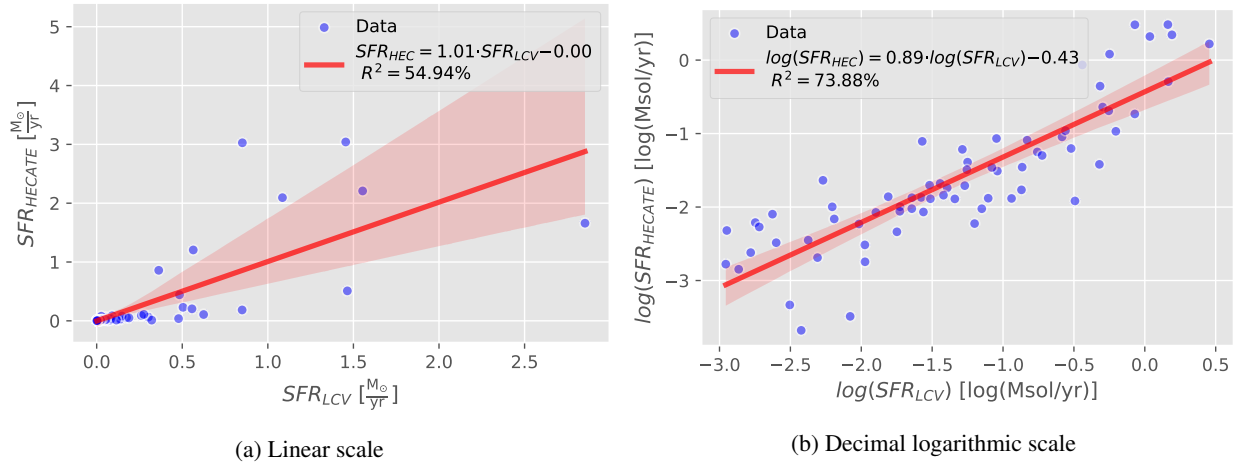 5
4
3
2
1
0
SFR_HECATE [M⊙/yr]
Data
SFR_HEC = 1.01·SFR_LCV−0.00
R² = 54.94%
0.0 0.5 1.0 1.5 2.0 2.5
SFR_LCV [M⊙/yr]
(a) Linear scale
0
−1
−2
−3
log(SFR_HECATE) [log(Msol/yr)]
Data
log(SFR_HEC) = 0.89·log(SFR_LCV)−0.43
R² = 73.88%
−3.0 −2.5 −2.0 −1.5 −1.0 −0.5 0.0 0.5
log(SFR_LCV) [log(Msol/yr)]
(b) Decimal logarithmic scale